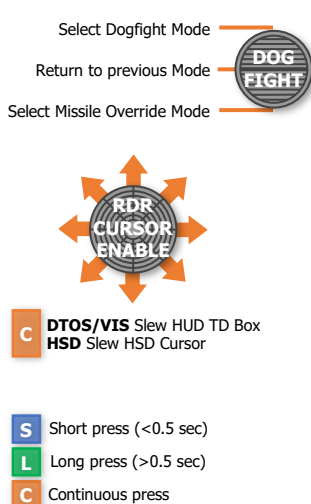 Select Dogfight Mode
Return to previous Mode
Select Missile Override Mode
DOG
FIGHT
RDR
CURSOR
ENABLE
C
DTOS/VIS Slew HUD TD Box
HSD Slew HSD Cursor
S Short press (<0.5 sec)
L Long press (>0.5 sec)
C Continuous press